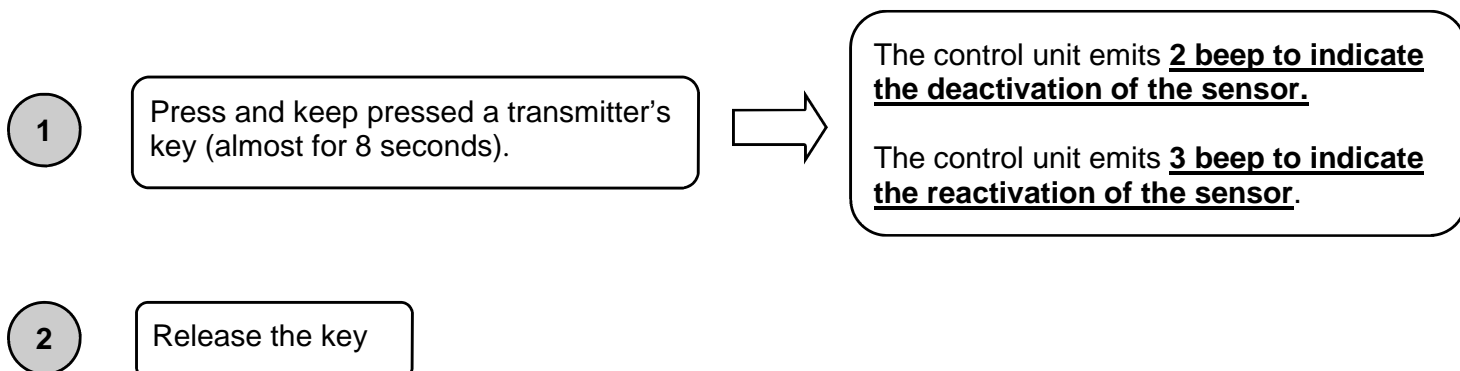 1
Press and keep pressed a transmitter's
key (almost for 8 seconds).
The control unit emits 2 beep to indicate
the deactivation of the sensor.
The control unit emits 3 beep to indicate
the reactivation of the sensor.
2
Release the key